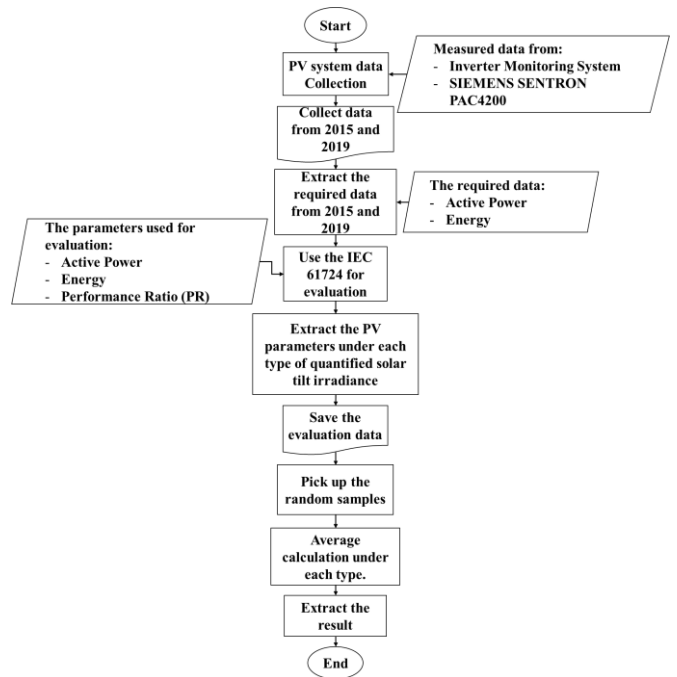 Start
PV system data
Collection
Measured data from:
- Inverter Monitoring System
- SIEMENS SENTRON
PAC4200
Collect data
from 2015 and
2019
Extract the
required data
from 2015 and
2019
The required data:
- Active Power
- Energy
The parameters used for
evaluation:
- Active Power
- Energy
- Performance Ratio (PR)
Use the IEC
61724 for
evaluation
Extract the PV
parameters under each
type of quantified solar
tilt irradiance
Save the
evaluation data
Pick up the
random samples
Average
calculation under
each type.
Extract the
result
End